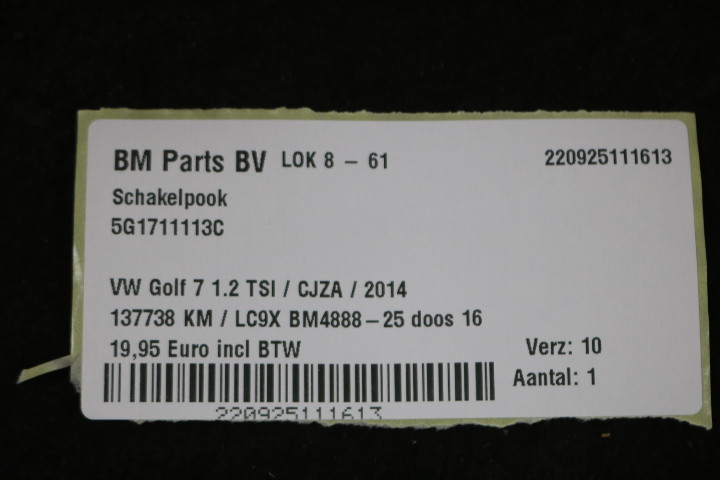 BM Parts BV LOK 8 – 61 220925111613
Schakelpook
5G1711113C
VW Golf 7 1.2 TSI / CJZA / 2014
137738 KM / LC9X BM4888–25 doos 16
19,95 Euro incl BTW Verz: 10
Aantal: 1
220925111613